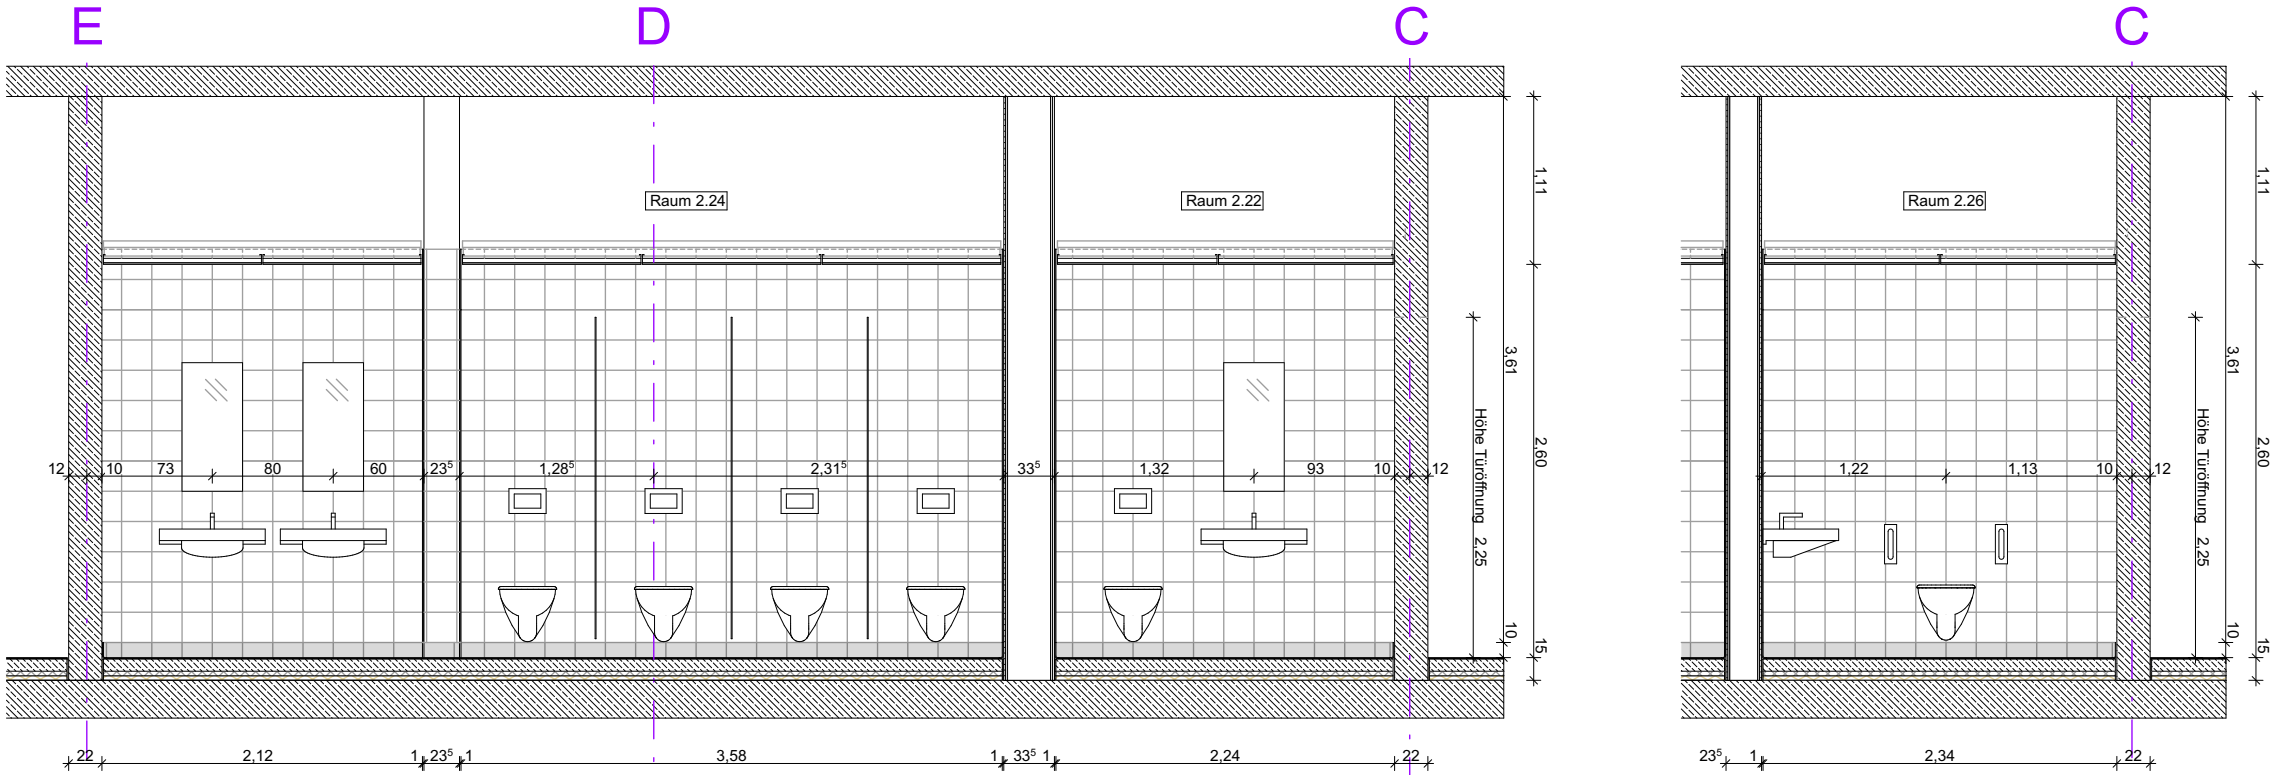 E D C C
Raum 2.24 Raum 2.22 Raum 2.26
1,11 1,11
3,61 3,61
2,60 2,60
Höhe Türöffnung 2,25 Höhe Türöffnung 2,25
12 10 73 80 60 23⁵ 1,28⁵ 2,31⁵ 33⁵ 1,32 93 10 12 1,22 1,13 10 12
10 15 10 15
22 2,12 1 23⁵ 1 3,58 1 33⁵ 1 2,24 22 23⁵ 1 2,34 22